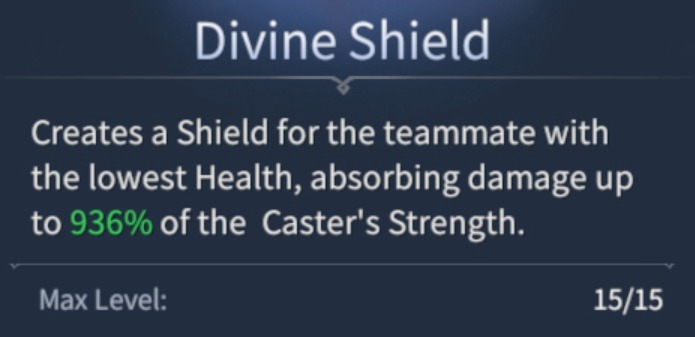 Divine Shield
Creates a Shield for the teammate with
the lowest Health, absorbing damage up
to 936% of the Caster's Strength.
Max Level: 15/15